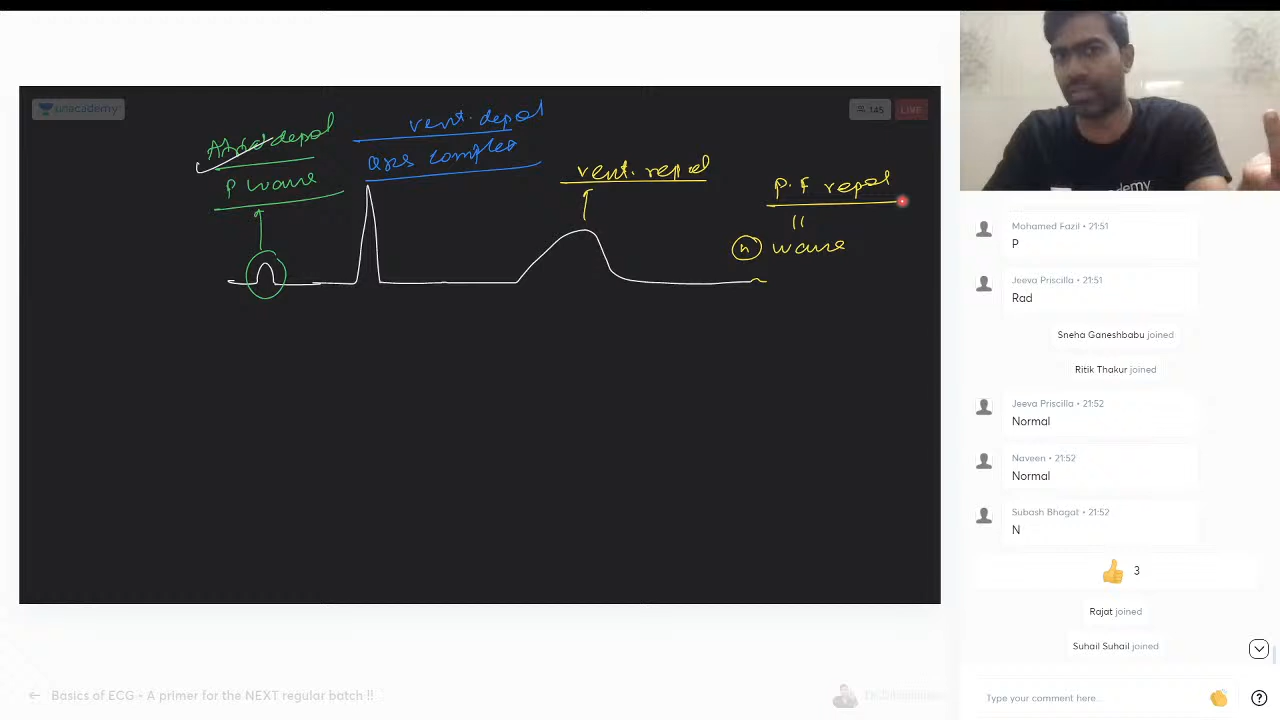 unacademy
145
LIVE
vent. depol
depol
QRS complex
P wave
vent. repol
P.F repol
n wave
Mohamed Fazil • 21:51
P
Jeeva Priscilla • 21:51
Rad
Sneha Ganeshbabu joined
Ritik Thakur joined
Jeeva Priscilla • 21:52
Normal
Naveen • 21:52
Normal
Subash Bhagat • 21:52
N
3
Rajat joined
Suhail Suhail joined
Basics of ECG - A primer for the NEXT regular batch !!
Type your comment here..